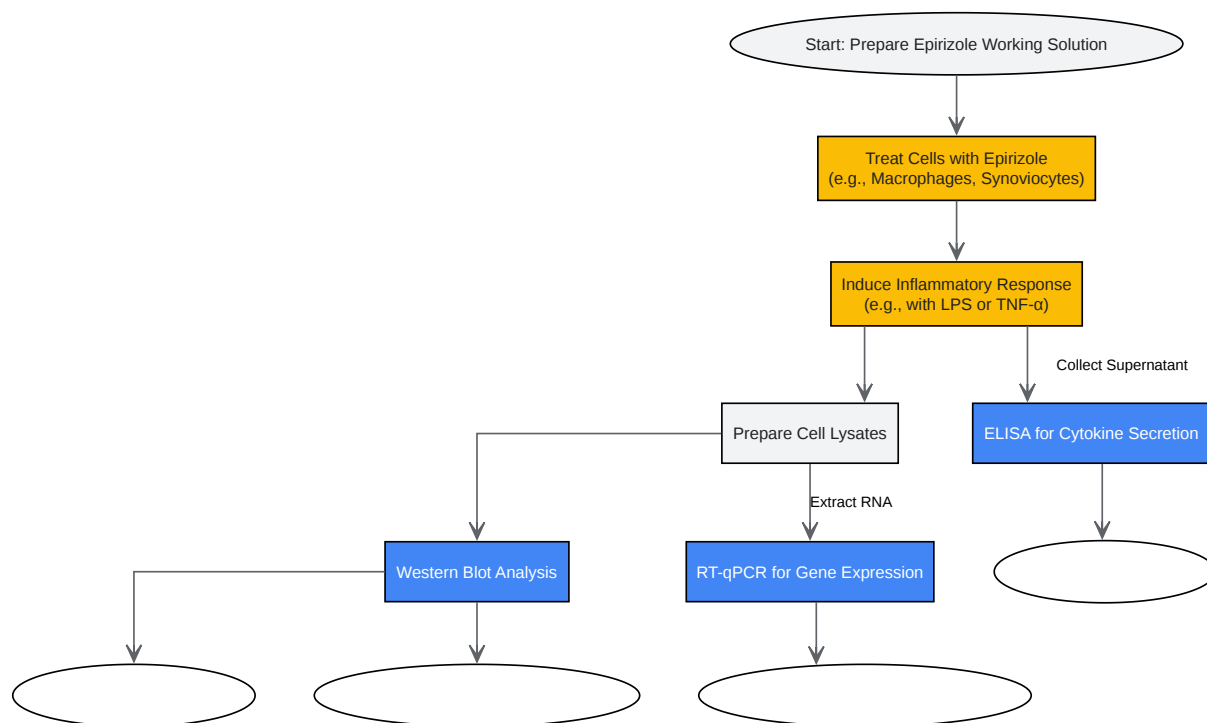 Start: Prepare Epirizole Working Solution
Treat Cells with Epirizole
(e.g., Macrophages, Synoviocytes)
Induce Inflammatory Response
(e.g., with LPS or TNF-α)
Collect Supernatant
Prepare Cell Lysates
ELISA for Cytokine Secretion
Extract RNA
Western Blot Analysis
RT-qPCR for Gene Expression